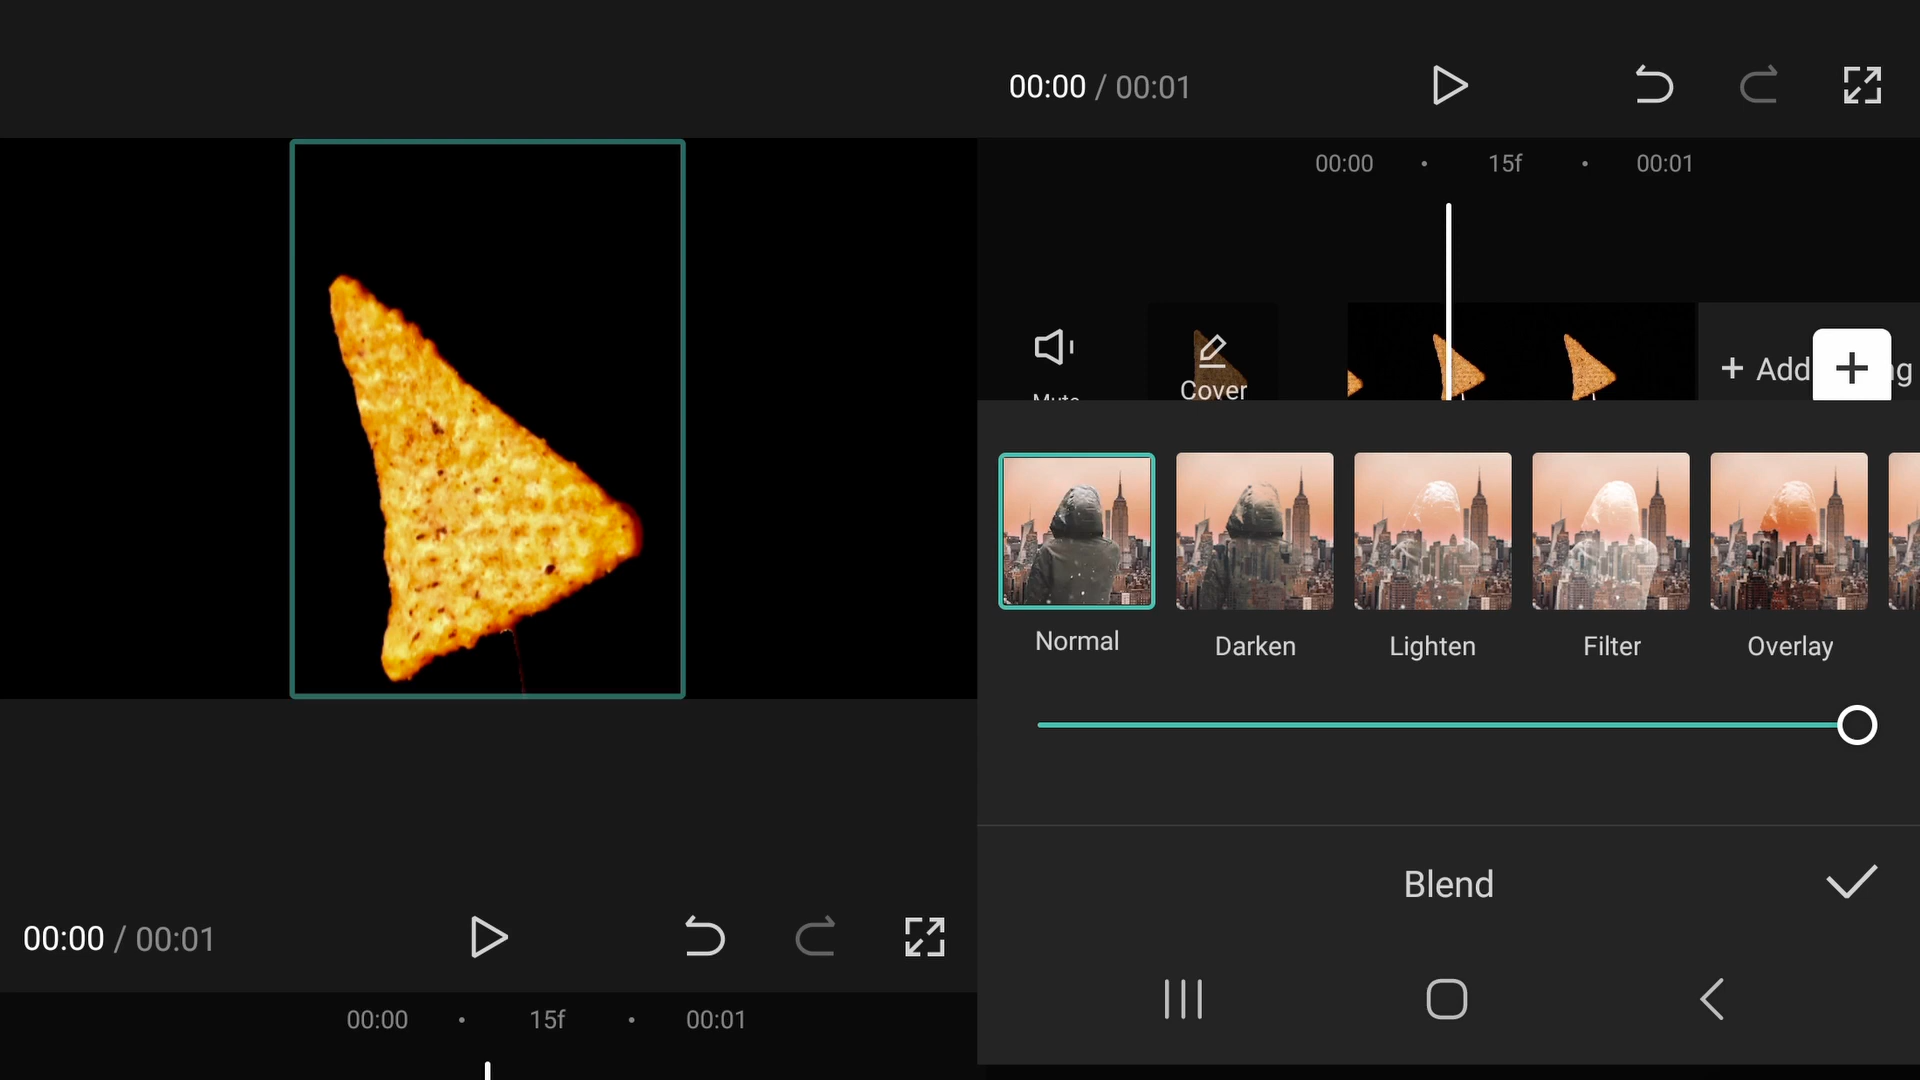 00:00 / 00:01
00:00 · 15f · 00:01
00:00 / 00:01
00:00 · 15f · 00:01
Mute
Cover
+ Add
Normal
Darken
Lighten
Filter
Overlay
Blend